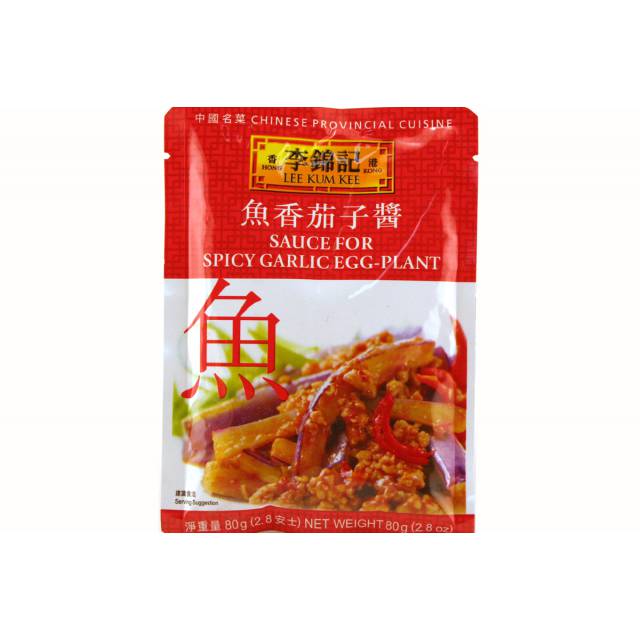 中國名菜 CHINESE PROVINCIAL CUISINE
香 李錦記 港
HONG LEE KUM KEE KONG
魚香茄子醬
SAUCE FOR
SPICY GARLIC EGG-PLANT
魚
建議食法
Serving Suggestion
淨重量 80g (2.8 安士) NET WEIGHT 80g (2.8 oz)